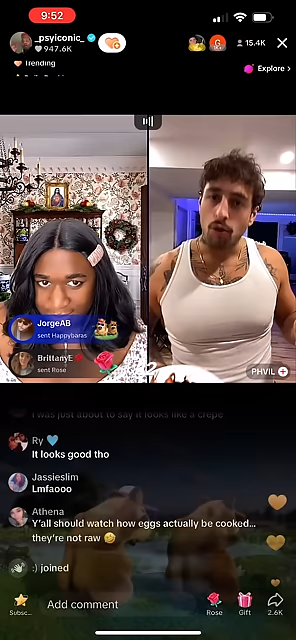 9:52
_psyiconic_
947.6K
15.4K
Trending
Explore >
JorgeAB
sent Happybaras
BrittanyE
sent Rose
PHVIL
I was just about to say it looks like a crepe
Ry 🩵
It looks good tho
Jassieslim
Lmfaooo
Athena
Y'all should watch how eggs actually be cooked...
they're not raw 🤣
:) joined
Subsc...
Add comment
Rose
Gift
2.6K